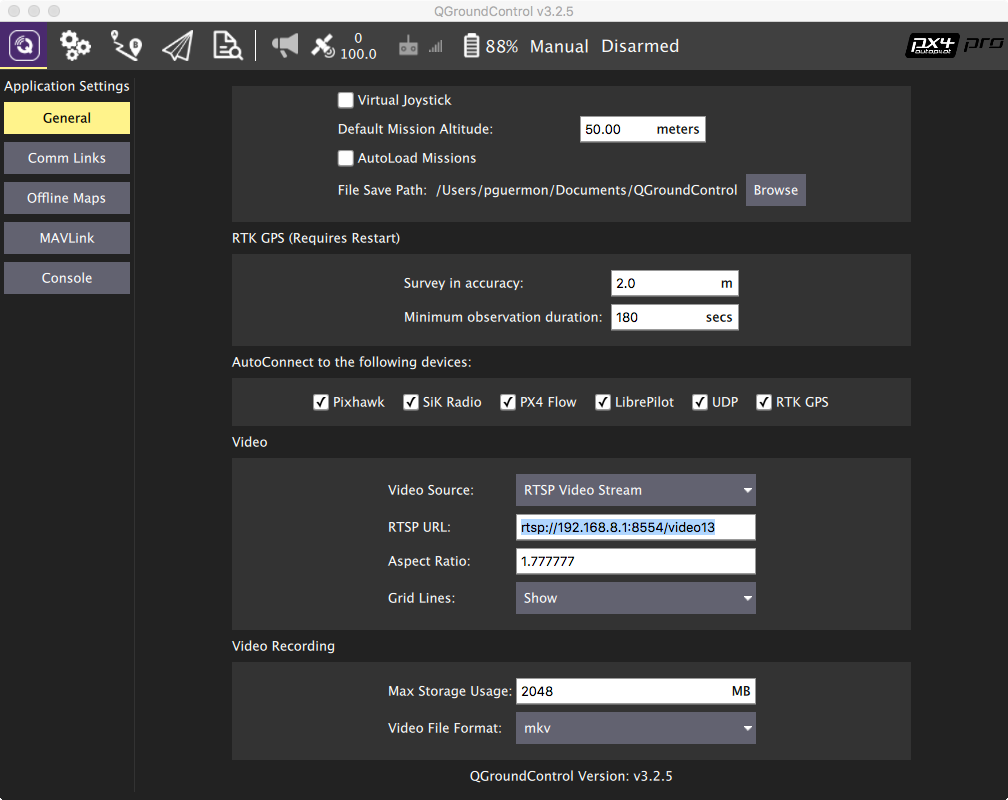 QGroundControl v3.2.5
0
100.0
88% Manual Disarmed
px4 pro
autopilot
Application Settings
General
Comm Links
Offline Maps
MAVLink
Console
Virtual Joystick
Default Mission Altitude: 50.00 meters
AutoLoad Missions
File Save Path: /Users/pguermon/Documents/QGroundControl Browse
RTK GPS (Requires Restart)
Survey in accuracy: 2.0 m
Minimum observation duration: 180 secs
AutoConnect to the following devices:
Pixhawk SiK Radio PX4 Flow LibrePilot UDP RTK GPS
Video
Video Source: RTSP Video Stream
RTSP URL: rtsp://192.168.8.1:8554/video13
Aspect Ratio: 1.777777
Grid Lines: Show
Video Recording
Max Storage Usage: 2048 MB
Video File Format: mkv
QGroundControl Version: v3.2.5